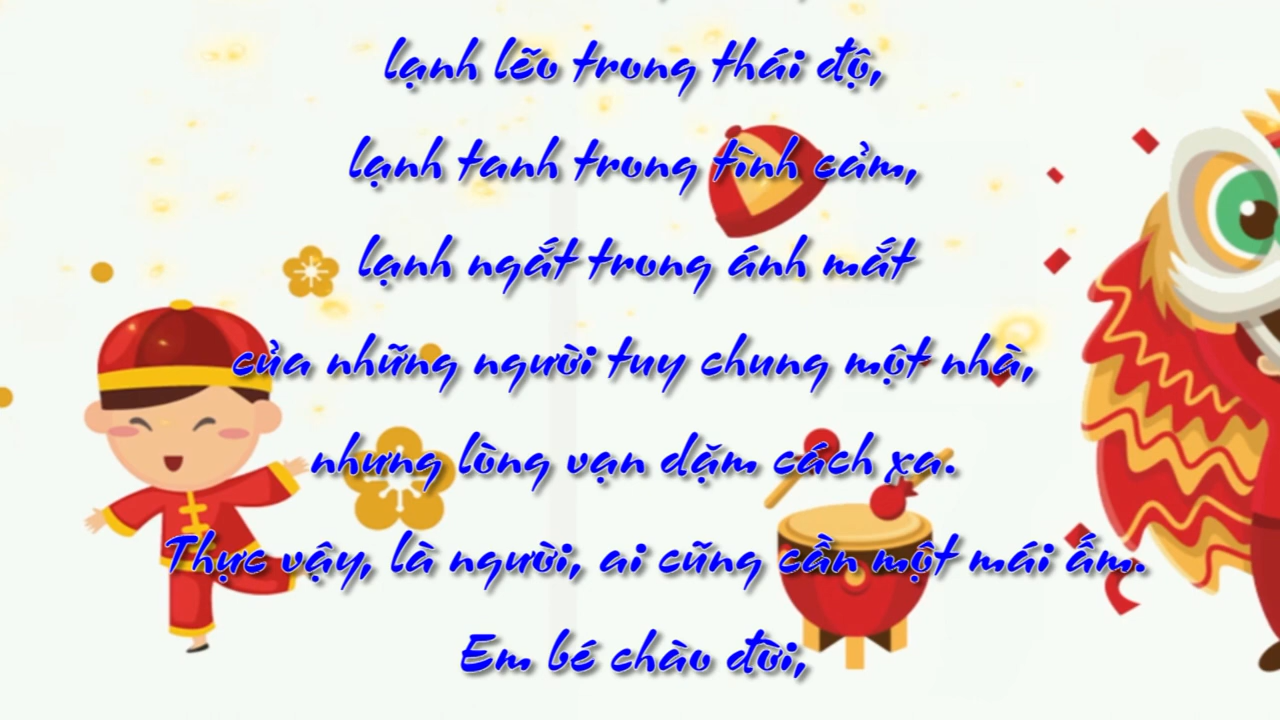 lạnh lẽo trong thái độ,
lạnh tanh trong tình cảm,
lạnh ngắt trong ánh mắt
của những người tuy chung một nhà,
nhưng lòng vạn dặm cách xa.
Thực vậy, là người, ai cũng cần một mái ấm.
Em bé chào đời,